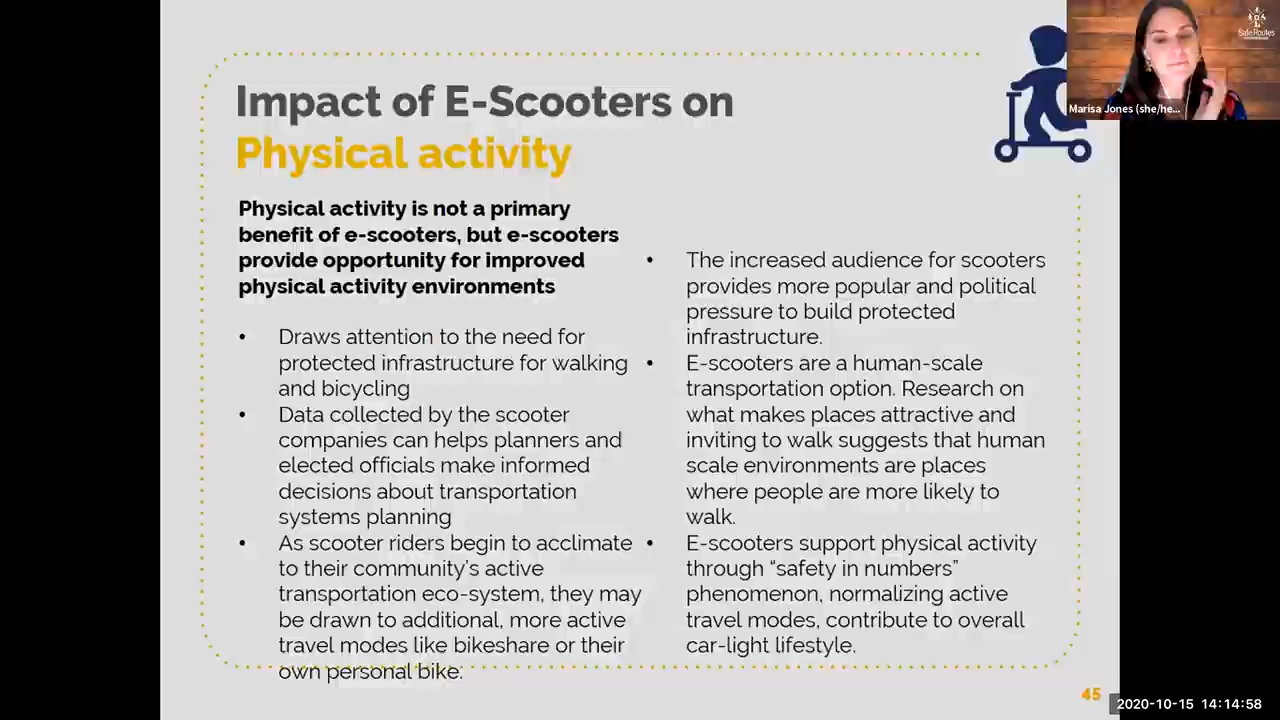 Impact of E-Scooters on
Physical activity
Physical activity is not a primary
benefit of e-scooters, but e-scooters
provide opportunity for improved
physical activity environments
• Draws attention to the need for
protected infrastructure for walking
and bicycling
• Data collected by the scooter
companies can helps planners and
elected officials make informed
decisions about transportation
systems planning
• As scooter riders begin to acclimate
to their community's active
transportation eco-system, they may
be drawn to additional, more active
travel modes like bikeshare or their
own personal bike.
• The increased audience for scooters
provides more popular and political
pressure to build protected
infrastructure.
• E-scooters are a human-scale
transportation option. Research on
what makes places attractive and
inviting to walk suggests that human
scale environments are places
where people are more likely to
walk.
• E-scooters support physical activity
through “safety in numbers”
phenomenon, normalizing active
travel modes, contribute to overall
car-light lifestyle.
45
Safe Routes
Marisa Jones (she/he...
2020-10-15 14:14:58